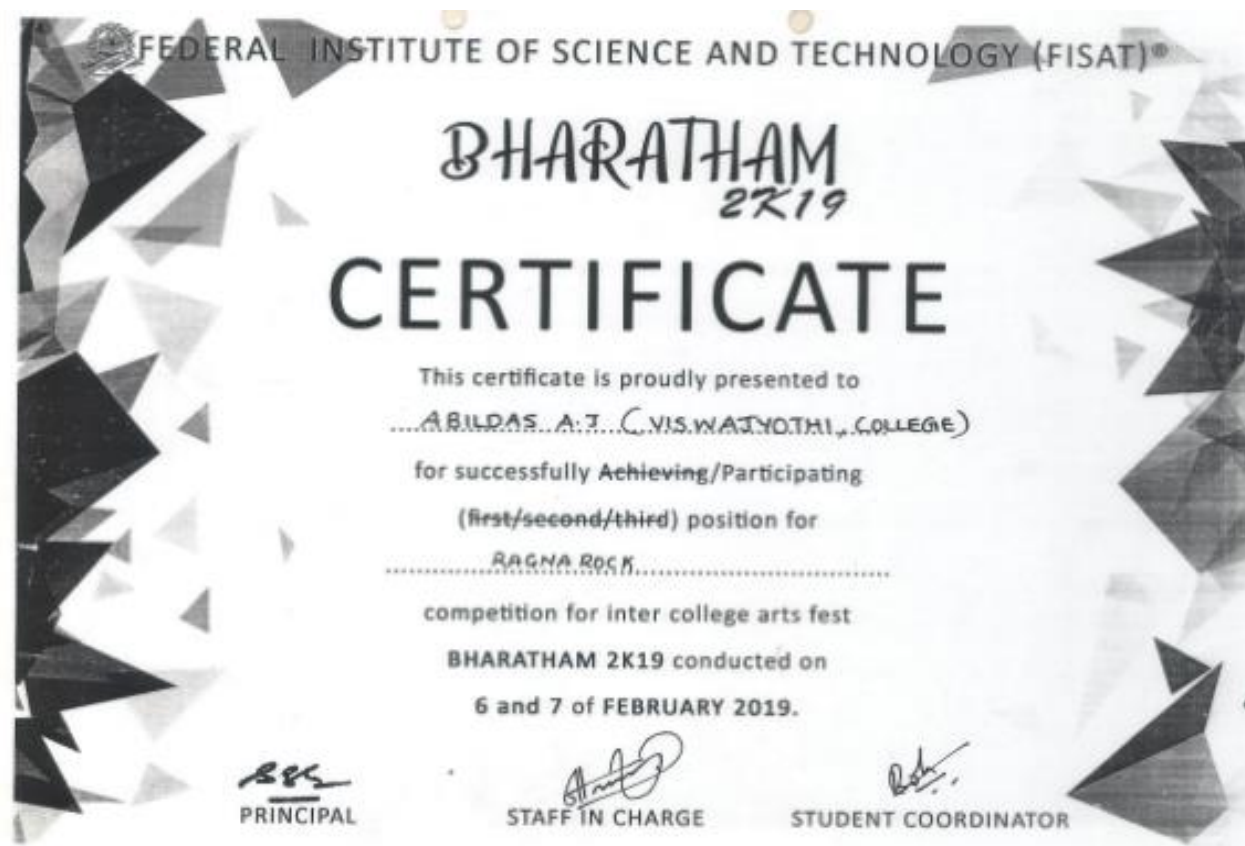 FEDERAL INSTITUTE OF SCIENCE AND TECHNOLOGY (FISAT)®
BHARATHAM
2K19
CERTIFICATE
This certificate is proudly presented to
ABILDAS A.J (VISWAJYOTHI, COLLEGE)
for successfully Achieving/Participating
(first/second/third) position for
RAGNA ROCK
competition for inter college arts fest
BHARATHAM 2K19 conducted on
6 and 7 of FEBRUARY 2019.
PRINCIPAL STAFF IN CHARGE STUDENT COORDINATOR